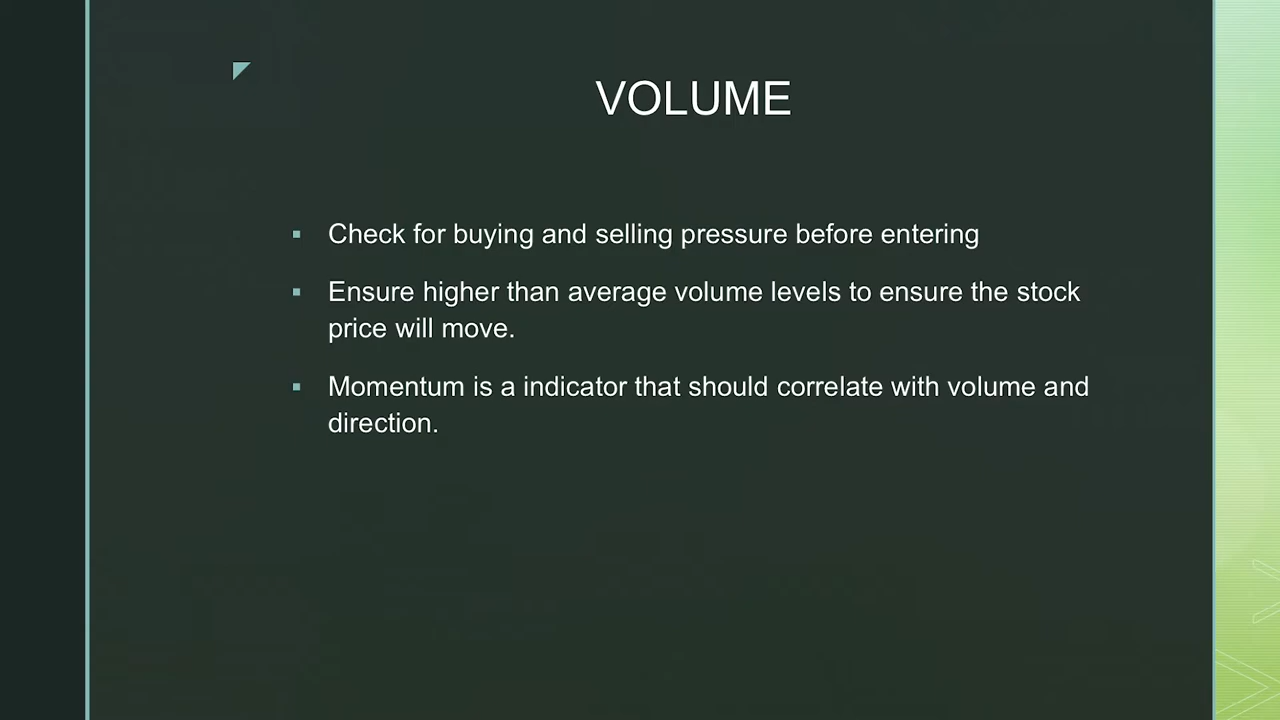 VOLUME
▪ Check for buying and selling pressure before entering
▪ Ensure higher than average volume levels to ensure the stock
price will move.
▪ Momentum is a indicator that should correlate with volume and
direction.